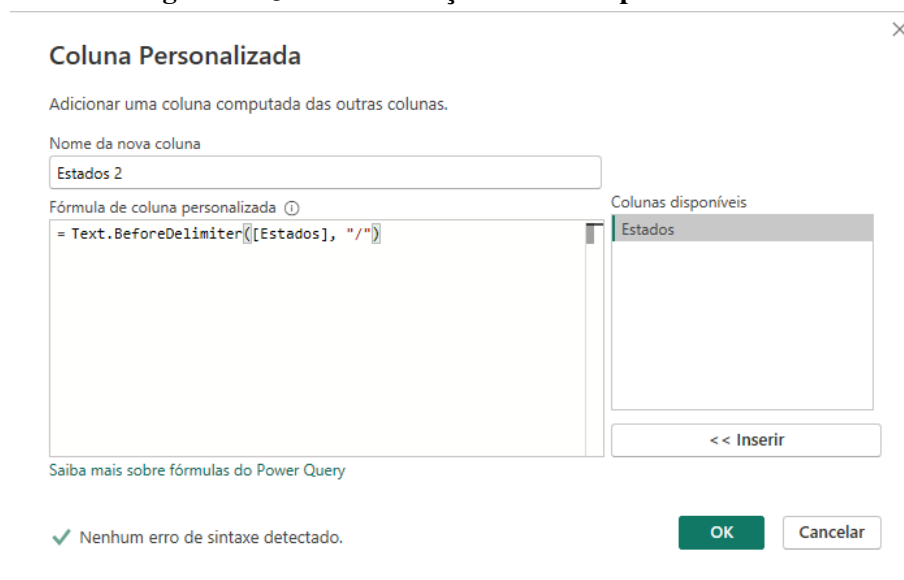 Coluna Personalizada
Adicionar uma coluna computada das outras colunas.
Nome da nova coluna
Estados 2
Fórmula de coluna personalizada
Colunas disponíveis
= Text.BeforeDelimiter([Estados], "/")
Estados
<< Inserir
Saiba mais sobre fórmulas do Power Query
Nenhum erro de sintaxe detectado.
OK
Cancelar